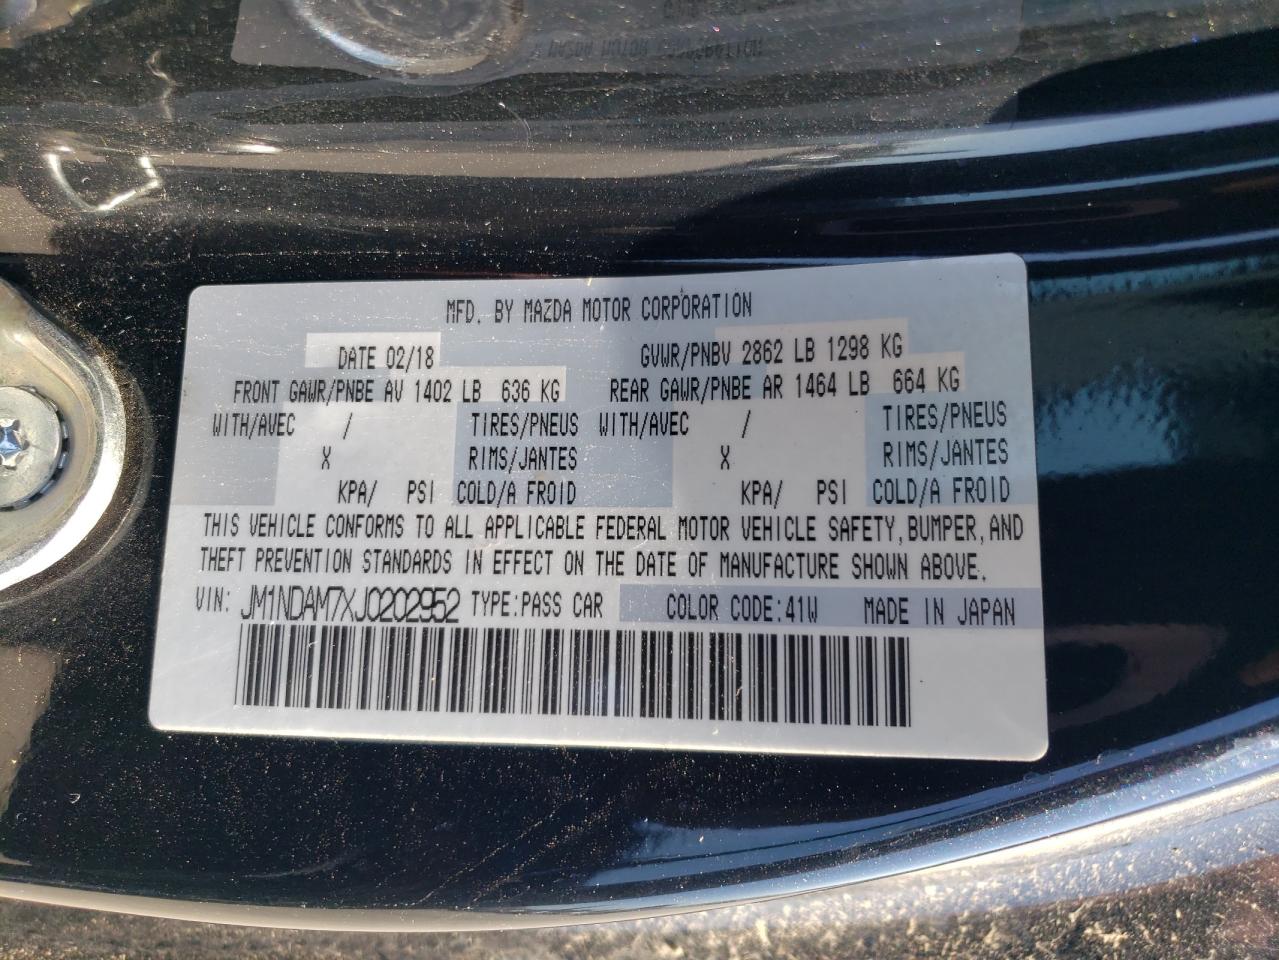 MFD. BY MAZDA MOTOR CORPORATION
DATE 02/18 GVWR/PNBV 2862 LB 1298 KG
FRONT GAWR/PNBE AV 1402 LB 636 KG REAR GAWR/PNBE AR 1464 LB 664 KG
WITH/AVEC / TIRES/PNEUS WITH/AVEC / TIRES/PNEUS
X RIMS/JANTES X RIMS/JANTES
KPA/ PSI COLD/A FROID KPA/ PSI COLD/A FROID
THIS VEHICLE CONFORMS TO ALL APPLICABLE FEDERAL MOTOR VEHICLE SAFETY, BUMPER, AND
THEFT PREVENTION STANDARDS IN EFFECT ON THE DATE OF MANUFACTURE SHOWN ABOVE.
VIN: JM1NDAM7XJ0202952 TYPE:PASS CAR COLOR CODE:41W MADE IN JAPAN